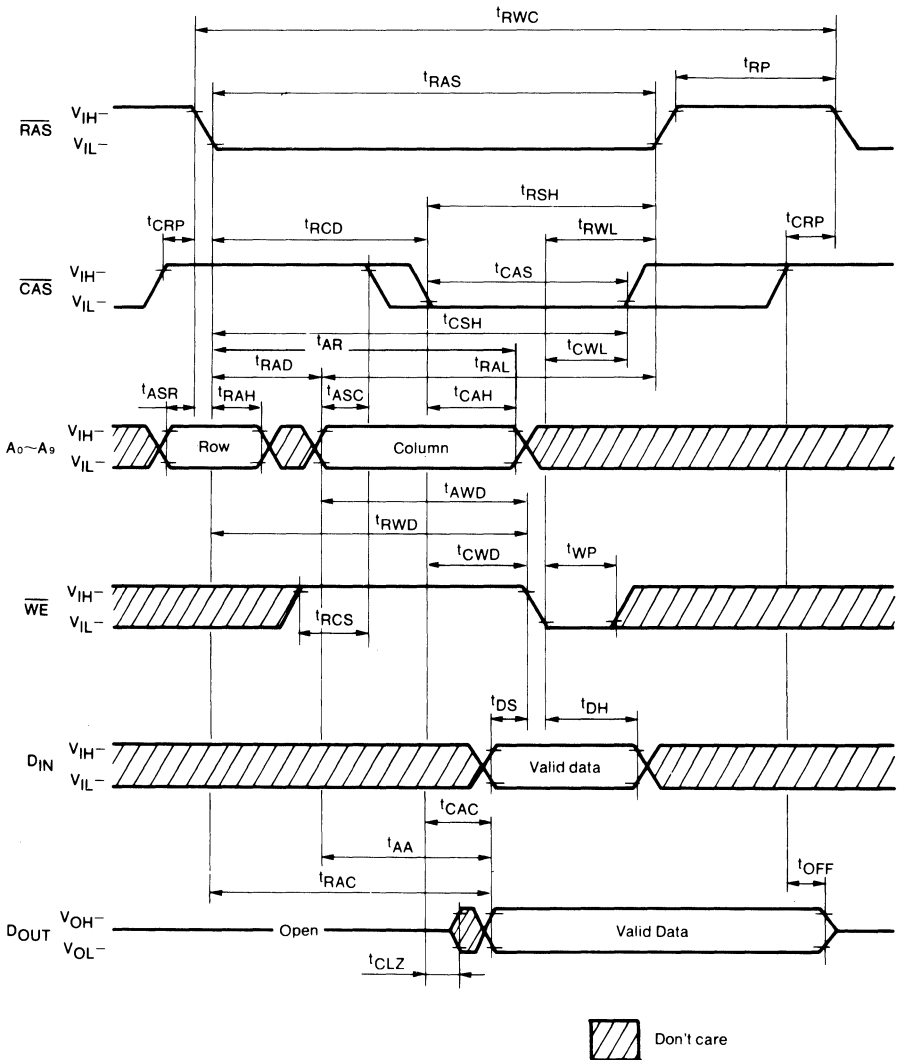 tRWC
tRP
tRAS
RAS
VIH–
VIL–
tRSH
tCRP
tRCD
tRWL
tCRP
CAS
VIH–
VIL–
tCAS
tCSH
tAR
tCWL
tRAD
tRAL
tASR
tRAH
tASC
tCAH
A0~A9
VIH–
VIL–
Row
Column
tAWD
tRWD
tCWD
tWP
WE
VIH–
VIL–
tRCS
tDS
tDH
DIN
VIH–
VIL–
Valid data
tCAC
tAA
tOFF
tRAC
DOUT
VOH–
VOL–
Open
Valid Data
tCLZ
Don't care